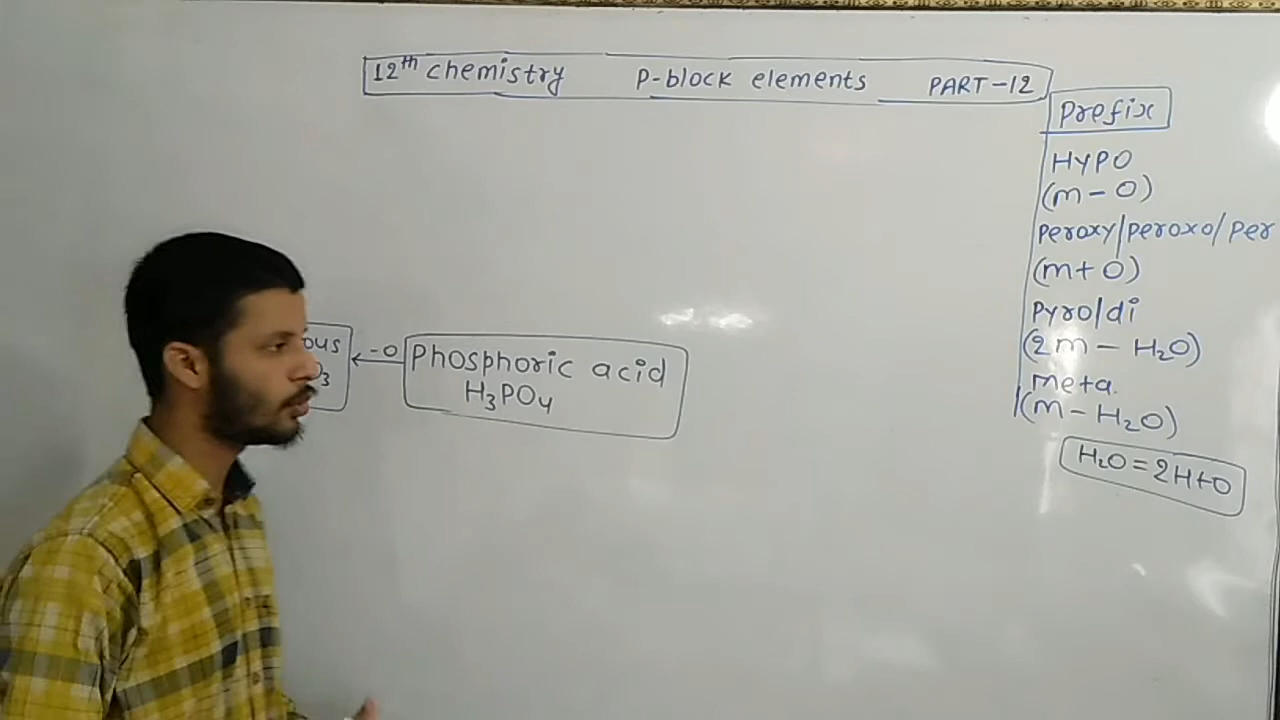 12th chemistry P-block elements PART-12
Prefix
HYPO
(m-O)
Peroxy/Peroxo/Per
(m+O)
Pyro/di
(2m - H2O)
meta
(m-H2O)
H2O = 2H+O
ous
3
-O
Phosphoric acid
H3PO4